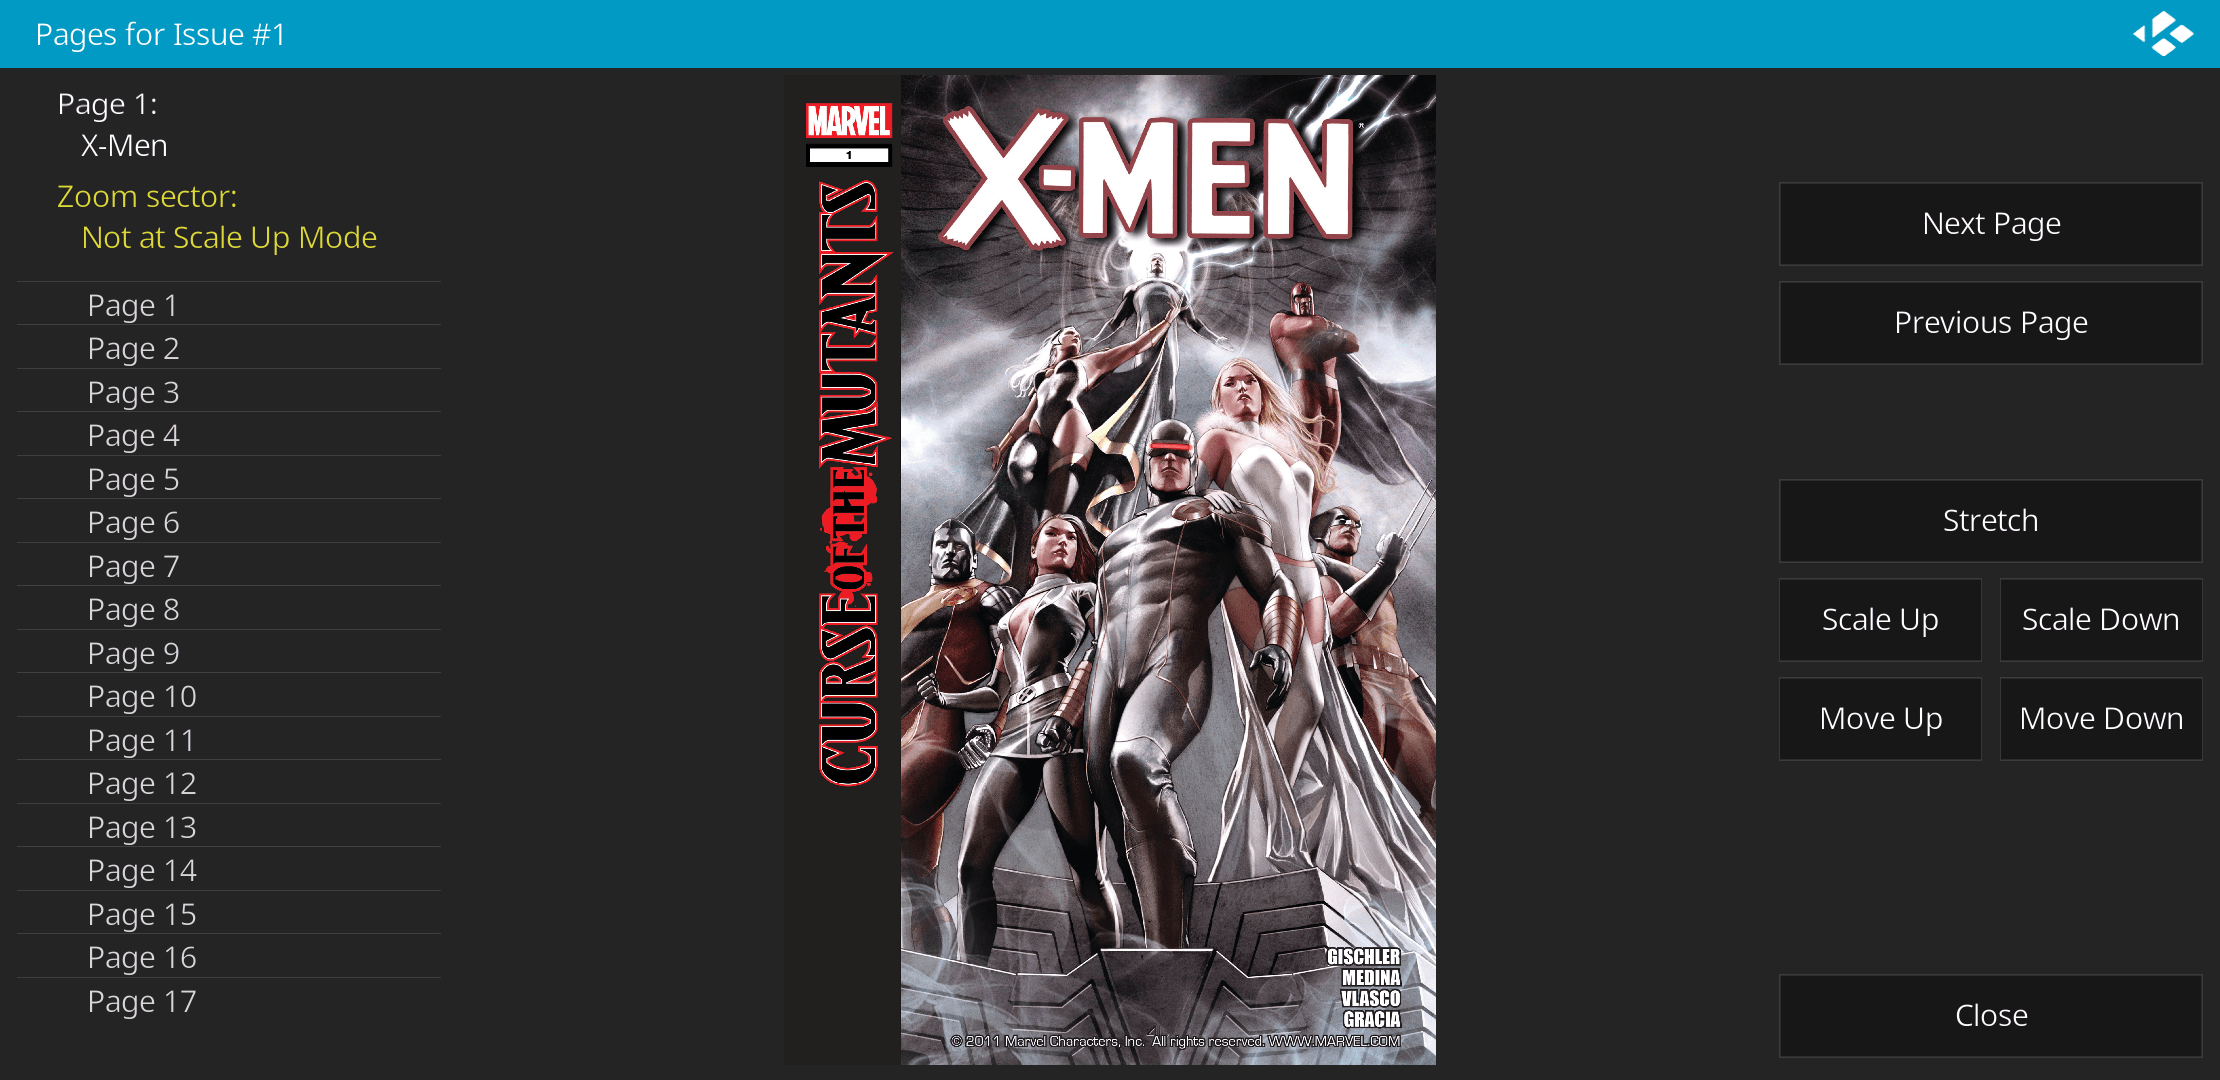 Pages for Issue #1
Page 1:
X-Men
Zoom sector:
Not at Scale Up Mode
Page 1
Page 2
Page 3
Page 4
Page 5
Page 6
Page 7
Page 8
Page 9
Page 10
Page 11
Page 12
Page 13
Page 14
Page 15
Page 16
Page 17
MARVEL
1
CURSE OF THE MUTANTS
X-MEN
GISCHLER
MEDINA
VLASCO
GRACIA
© 2011 Marvel Characters, Inc. All rights reserved. WWW.MARVEL.COM
Next Page
Previous Page
Stretch
Scale Up
Scale Down
Move Up
Move Down
Close